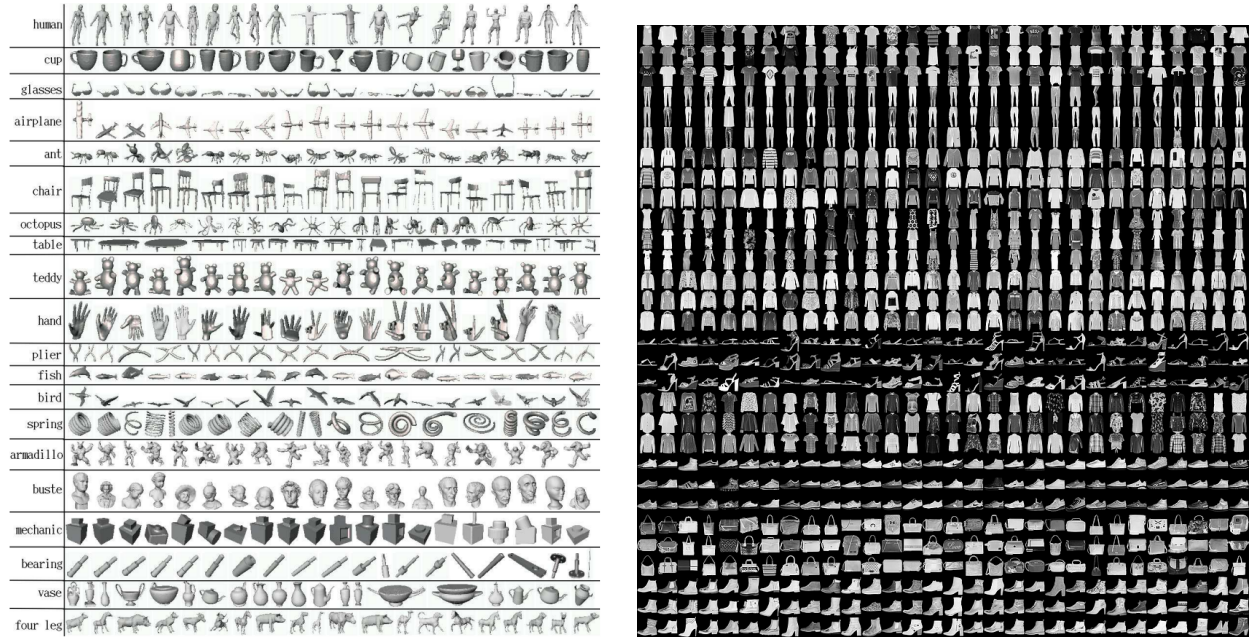 human
cup
glasses
airplane
ant
chair
octopus
table
teddy
hand
plier
fish
bird
spring
armadillo
buste
mechanic
bearing
vase
four leg